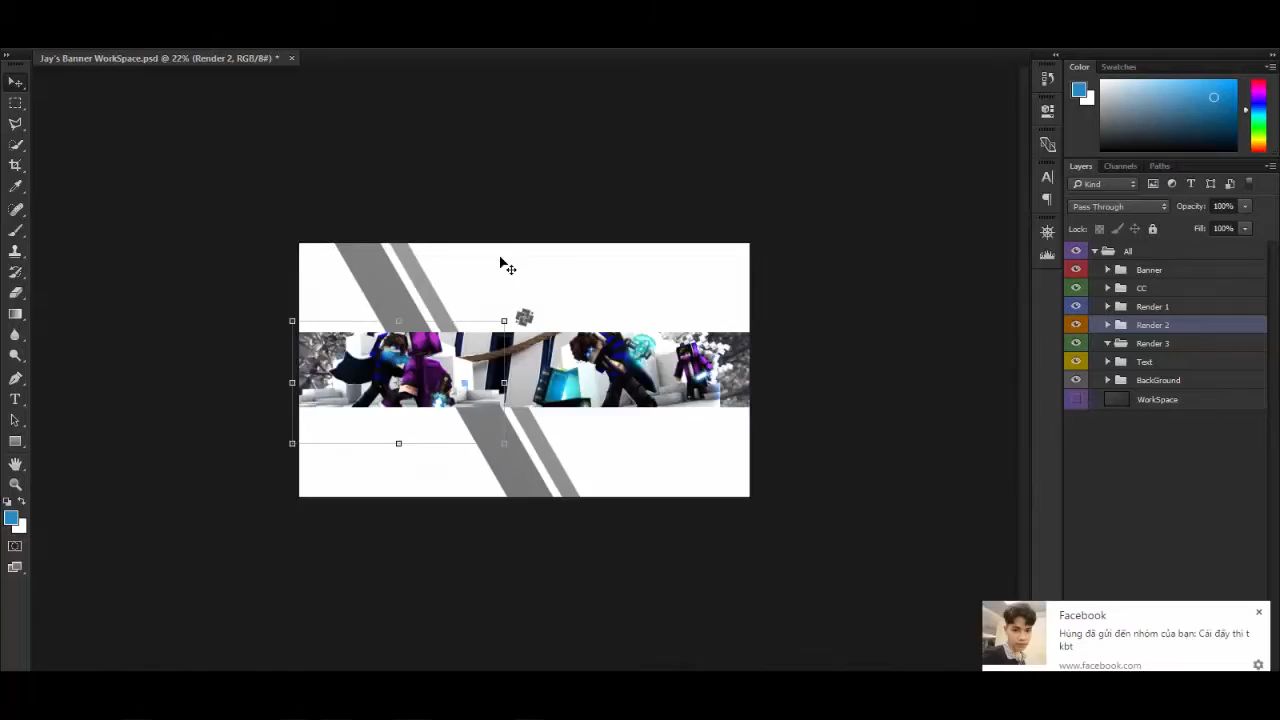 Jay's Banner WorkSpace.psd @ 22% (Render 2, RGB/8#) *
Color
Swatches
Layers
Channels
Paths
Kind
Pass Through
Opacity: 100%
Lock:
Fill: 100%
All
Banner
CC
Render 1
Render 2
Render 3
Text
BackGround
WorkSpace
Facebook
Hùng đã gửi đến nhóm của bạn: Cái đấy thì t
kbt
www.facebook.com